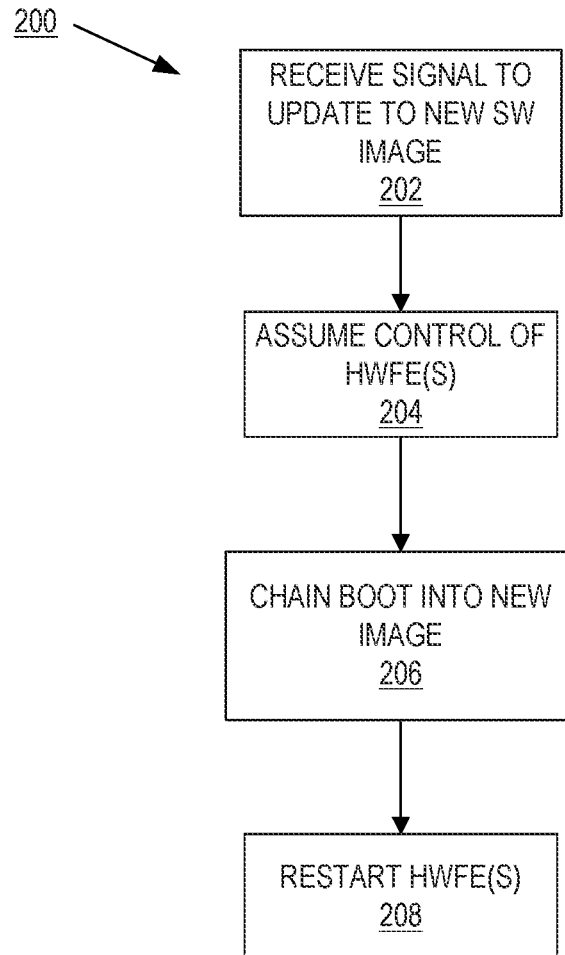 200
RECEIVE SIGNAL TO
UPDATE TO NEW SW
IMAGE
202
ASSUME CONTROL OF
HWFE(S)
204
CHAIN BOOT INTO NEW
IMAGE
206
RESTART HWFE(S)
208